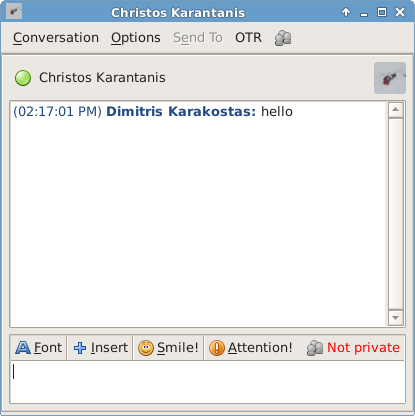 Christos Karantanis
Conversation Options Send To OTR
Christos Karantanis
(02:17:01 PM) Dimitris Karakostas: hello
Font Insert Smile! Attention! Not private